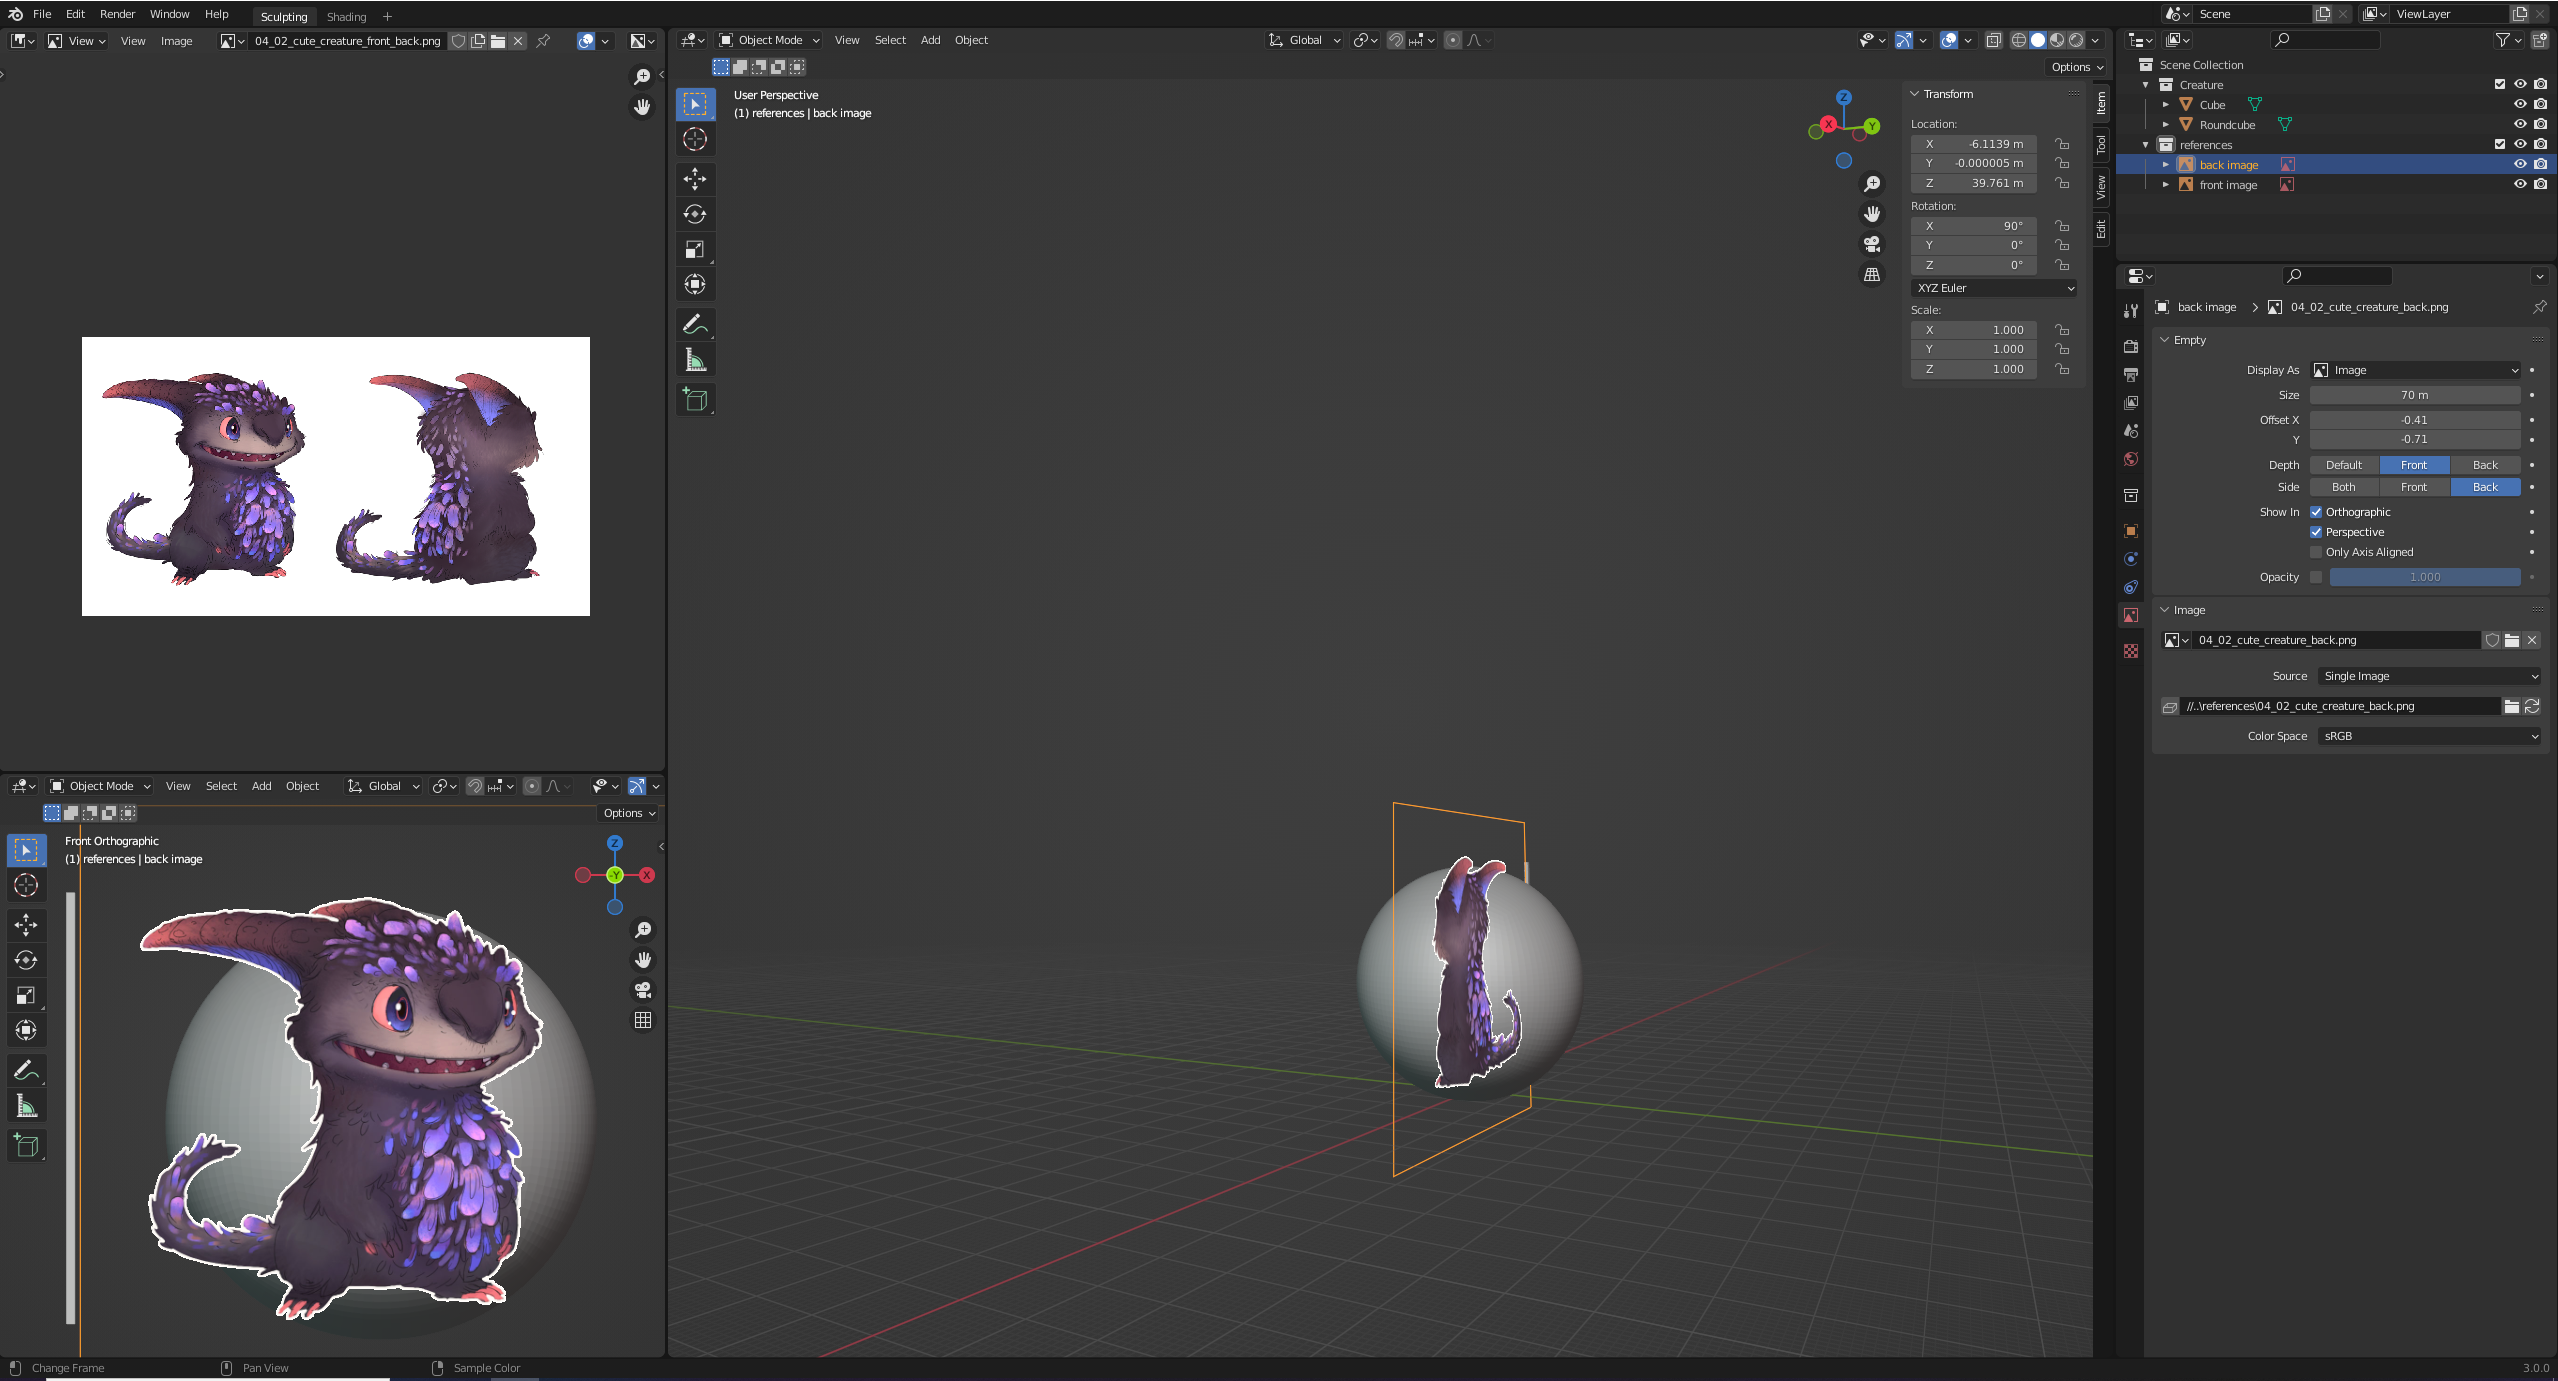 File Edit Render Window Help Sculpting Shading + Scene ViewLayer
View View Image 04_02_cute_creature_front_back.png
Object Mode View Select Add Object Global
Options
User Perspective
(1) references | back image
Transform
Location:
X -6.1139 m
Y -0.000005 m
Z 39.761 m
Rotation:
X 90°
Y 0°
Z 0°
XYZ Euler
Scale:
X 1.000
Y 1.000
Z 1.000
Item
Tool
View
Edit
Z
X
Y
Scene Collection
Creature
Cube
Roundcube
references
back image
front image
back image > 04_02_cute_creature_back.png
Empty
Display As Image
Size 70 m
Offset X -0.41
Y -0.71
Depth Default Front Back
Side Both Front Back
Show In Orthographic
Perspective
Only Axis Aligned
Opacity 1.000
Image
04_02_cute_creature_back.png
Source Single Image
//..\references\04_02_cute_creature_back.png
Color Space sRGB
Object Mode View Select Add Object Global
Options
Front Orthographic
(1) references | back image
Z
-Y
X
Change Frame Pan View Sample Color 3.0.0